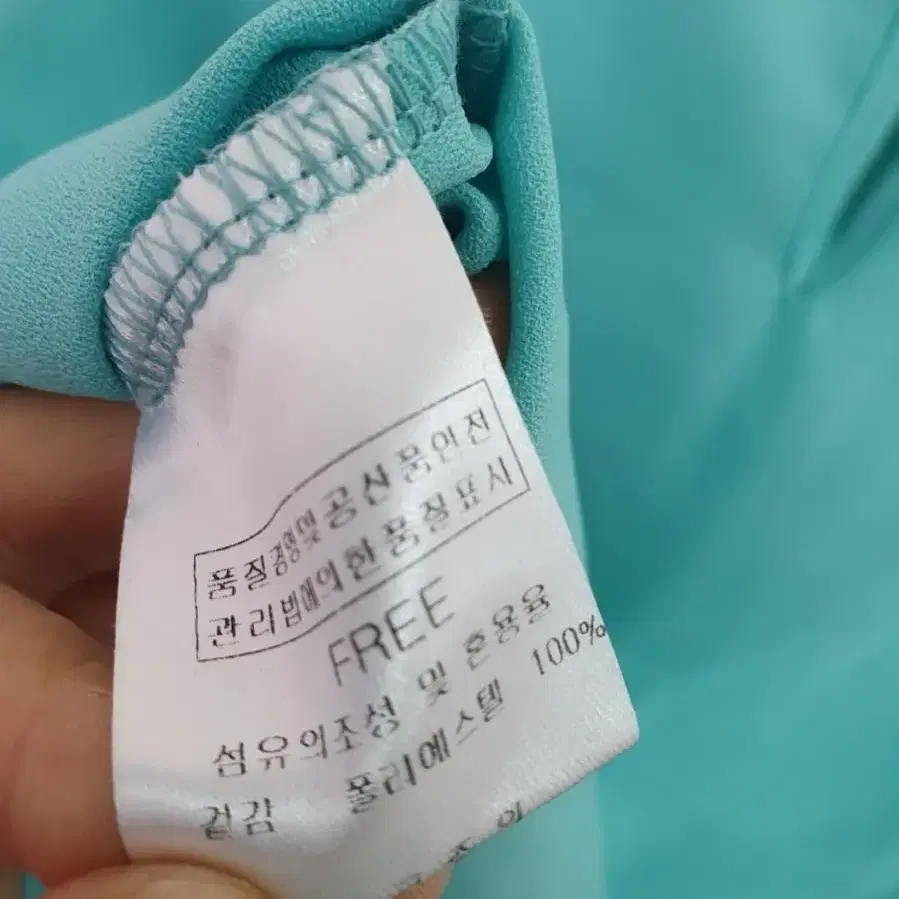 품질경영및공산품안전
관리법에의한품질표시
FREE
섬유의조성 및 혼용율
겉감 폴리에스텔 100%